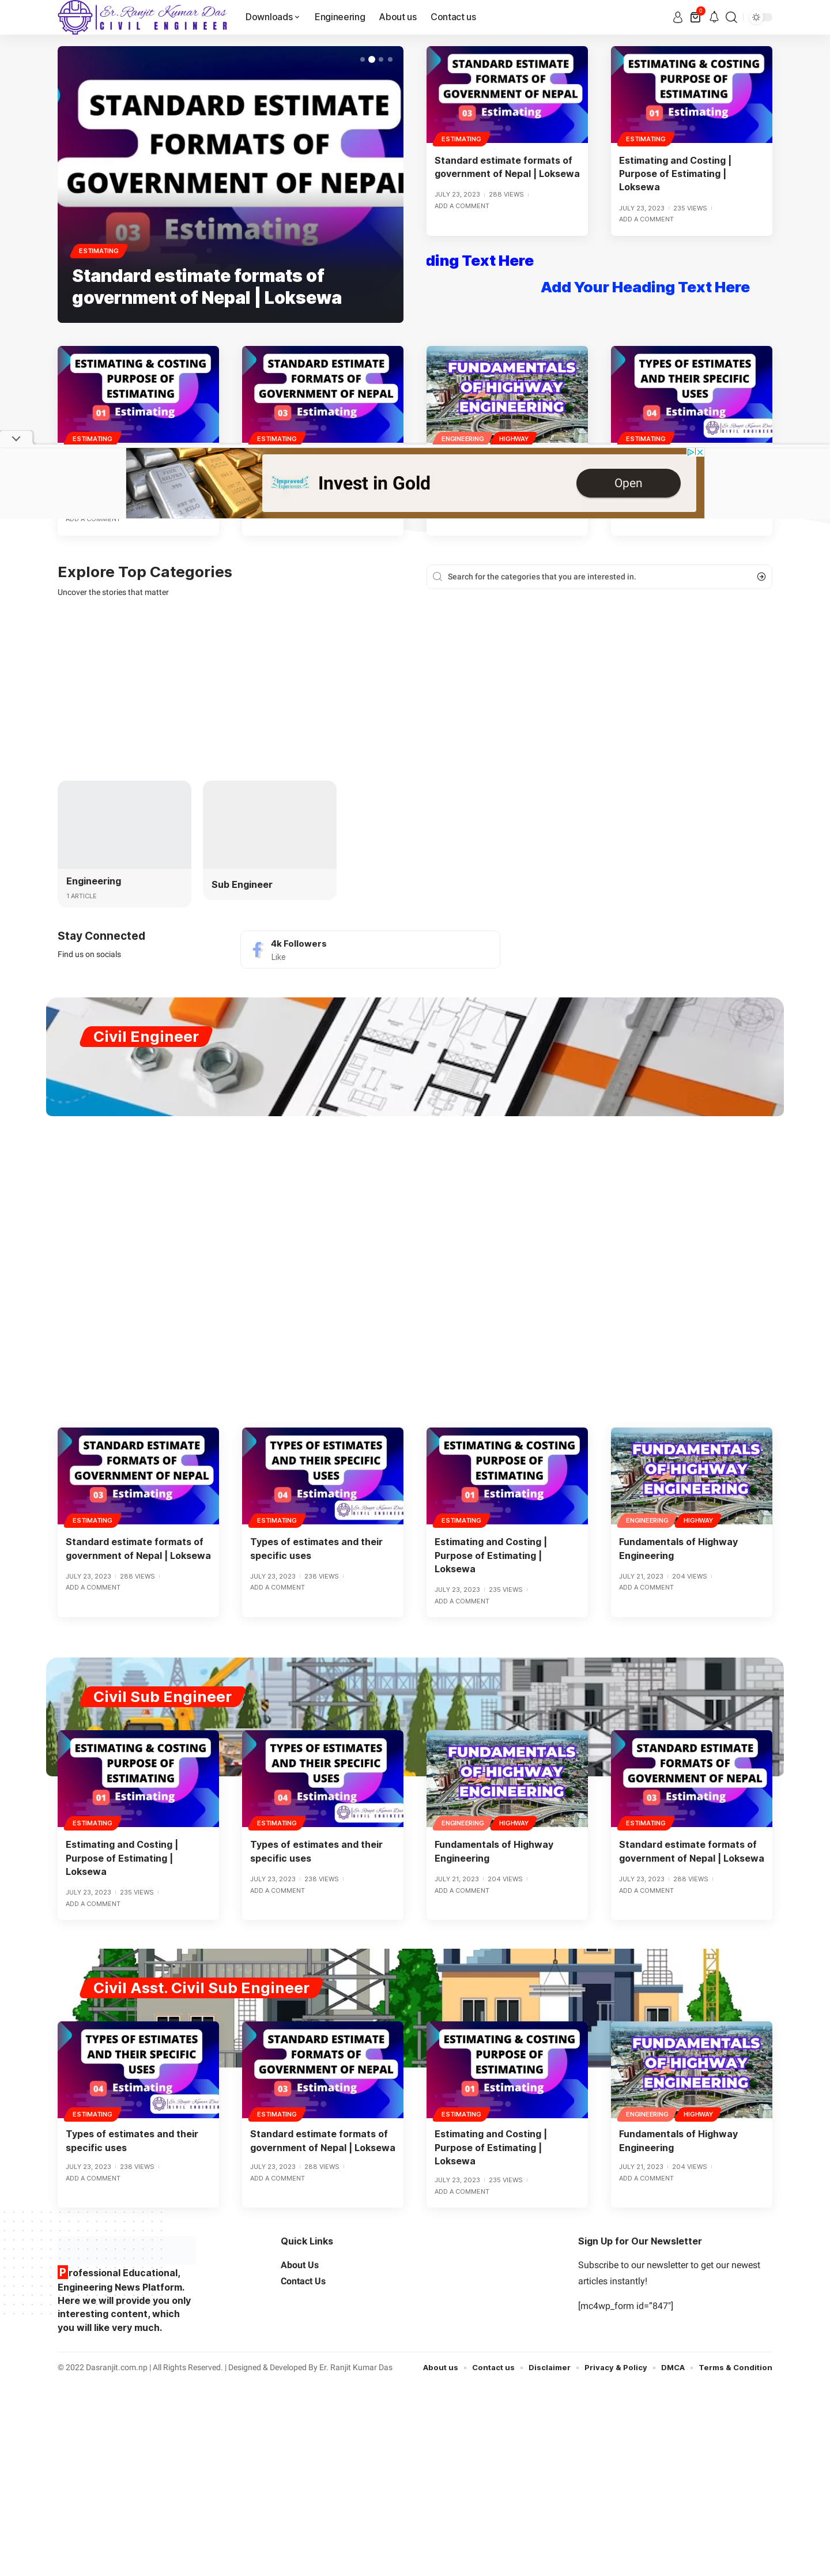 Er. Ranjit Kumar Das
CIVIL ENGINEER
Downloads
Engineering
About us
Contact us
0
STANDARD ESTIMATE
FORMATS OF
GOVERNMENT OF NEPAL
03 Estimating
ESTIMATING
Standard estimate formats of
government of Nepal | Loksewa
STANDARD ESTIMATE
FORMATS OF
GOVERNMENT OF NEPAL
03 Estimating
ESTIMATING
Standard estimate formats of
government of Nepal | Loksewa
JULY 23, 2023 288 VIEWS
ADD A COMMENT
ESTIMATING & COSTING
PURPOSE OF
ESTIMATING
01 Estimating
ESTIMATING
Estimating and Costing |
Purpose of Estimating |
Loksewa
JULY 23, 2023 235 VIEWS
ADD A COMMENT
ding Text Here
Add Your Heading Text Here
ESTIMATING & COSTING
PURPOSE OF
ESTIMATING
01 Estimating
ESTIMATING
STANDARD ESTIMATE
FORMATS OF
GOVERNMENT OF NEPAL
03 Estimating
ESTIMATING
FUNDAMENTALS
OF HIGHWAY
ENGINEERING
ENGINEERING HIGHWAY
TYPES OF ESTIMATES
AND THEIR SPECIFIC
USES
04 Estimating
ESTIMATING
Invest in Gold
Open
ADD A COMMENT
Explore Top Categories
Uncover the stories that matter
Search for the categories that you are interested in.
Engineering
1 ARTICLE
Sub Engineer
Stay Connected
Find us on socials
4k Followers
Like
Civil Engineer
STANDARD ESTIMATE
FORMATS OF
GOVERNMENT OF NEPAL
03 Estimating
ESTIMATING
Standard estimate formats of
government of Nepal | Loksewa
JULY 23, 2023 288 VIEWS
ADD A COMMENT
TYPES OF ESTIMATES
AND THEIR SPECIFIC
USES
04 Estimating
Er. Ranjit Kumar Das
ESTIMATING
Types of estimates and their
specific uses
JULY 23, 2023 238 VIEWS
ADD A COMMENT
ESTIMATING & COSTING
PURPOSE OF
ESTIMATING
01 Estimating
ESTIMATING
Estimating and Costing |
Purpose of Estimating |
Loksewa
JULY 23, 2023 235 VIEWS
ADD A COMMENT
FUNDAMENTALS
OF HIGHWAY
ENGINEERING
ENGINEERING HIGHWAY
Fundamentals of Highway
Engineering
JULY 21, 2023 204 VIEWS
ADD A COMMENT
Civil Sub Engineer
ESTIMATING & COSTING
PURPOSE OF
ESTIMATING
01 Estimating
ESTIMATING
Estimating and Costing |
Purpose of Estimating |
Loksewa
JULY 23, 2023 235 VIEWS
ADD A COMMENT
TYPES OF ESTIMATES
AND THEIR SPECIFIC
USES
04 Estimating
Er. Ranjit Kumar Das
ESTIMATING
Types of estimates and their
specific uses
JULY 23, 2023 238 VIEWS
ADD A COMMENT
FUNDAMENTALS
OF HIGHWAY
ENGINEERING
ENGINEERING HIGHWAY
Fundamentals of Highway
Engineering
JULY 21, 2023 204 VIEWS
ADD A COMMENT
STANDARD ESTIMATE
FORMATS OF
GOVERNMENT OF NEPAL
03 Estimating
ESTIMATING
Standard estimate formats of
government of Nepal | Loksewa
JULY 23, 2023 288 VIEWS
ADD A COMMENT
Civil Asst. Civil Sub Engineer
TYPES OF ESTIMATES
AND THEIR SPECIFIC
USES
04 Estimating
Er. Ranjit Kumar Das
ESTIMATING
Types of estimates and their
specific uses
JULY 23, 2023 238 VIEWS
ADD A COMMENT
STANDARD ESTIMATE
FORMATS OF
GOVERNMENT OF NEPAL
03 Estimating
ESTIMATING
Standard estimate formats of
government of Nepal | Loksewa
JULY 23, 2023 288 VIEWS
ADD A COMMENT
ESTIMATING & COSTING
PURPOSE OF
ESTIMATING
01 Estimating
ESTIMATING
Estimating and Costing |
Purpose of Estimating |
Loksewa
JULY 23, 2023 235 VIEWS
ADD A COMMENT
FUNDAMENTALS
OF HIGHWAY
ENGINEERING
ENGINEERING HIGHWAY
Fundamentals of Highway
Engineering
JULY 21, 2023 204 VIEWS
ADD A COMMENT
Professional Educational,
Engineering News Platform.
Here we will provide you only
interesting content, which
you will like very much.
Quick Links
About Us
Contact Us
Sign Up for Our Newsletter
Subscribe to our newsletter to get our newest
articles instantly!
[mc4wp_form id="847"]
© 2022 Dasranjit.com.np | All Rights Reserved. | Designed & Developed By Er. Ranjit Kumar Das
About us
Contact us
Disclaimer
Privacy & Policy
DMCA
Terms & Condition